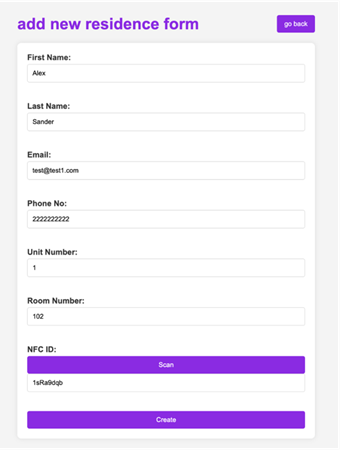 add new residence form
go back
First Name:
Alex
Last Name:
Sander
Email:
test@test1.com
Phone No:
2222222222
Unit Number:
1
Room Number:
102
NFC ID:
Scan
1sRa9dqb
Create